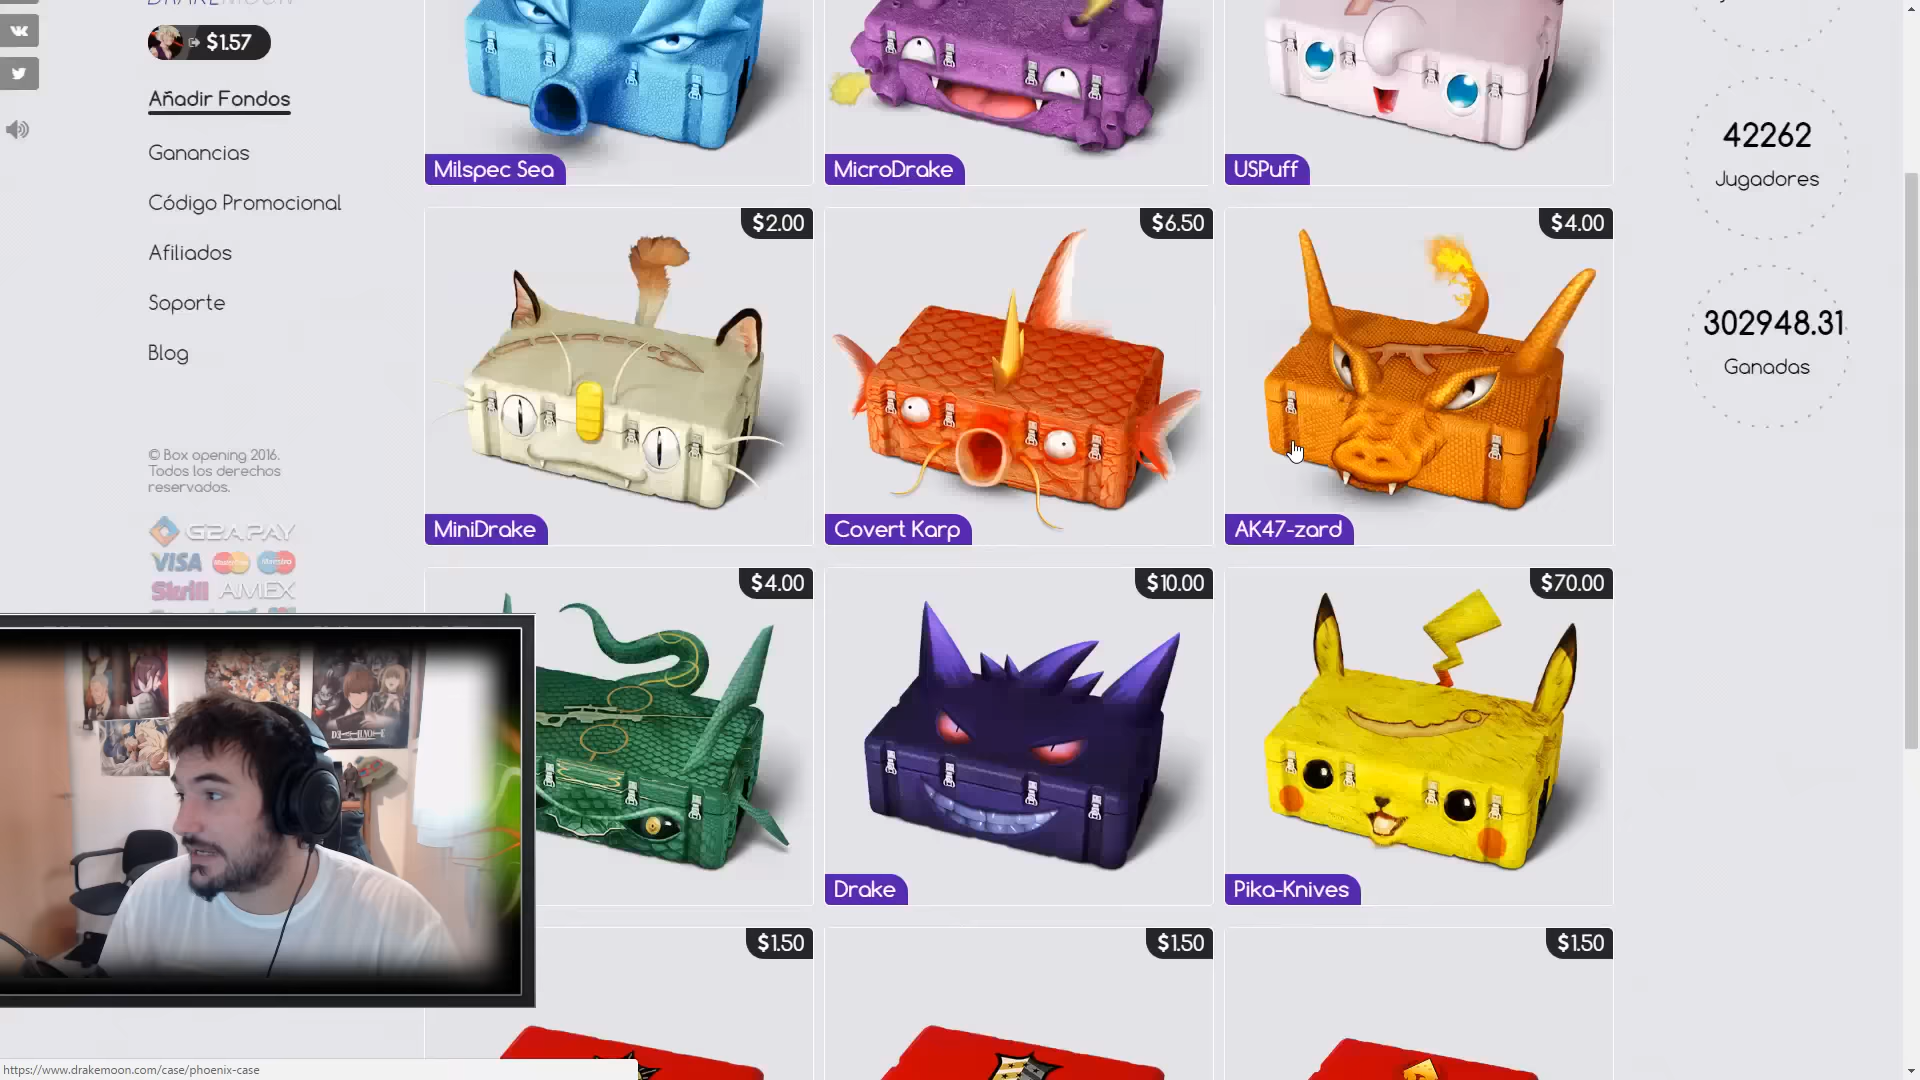 DRAKEMOON
$1.57
Añadir Fondos
Ganancias
Código Promocional
Afiliados
Soporte
Blog
© Box opening 2016.
Todos los derechos
reservados.
G2A PAY
VISA
Skrill AMEX
Milspec Sea
MicroDrake
USPuff
$2.00
MiniDrake
$6.50
Covert Karp
$4.00
AK47-zard
$4.00
$10.00
Drake
$70.00
Pika-Knives
$1.50
$1.50
$1.50
42262
Jugadores
302948.31
Ganadas
https://www.drakemoon.com/case/phoenix-case